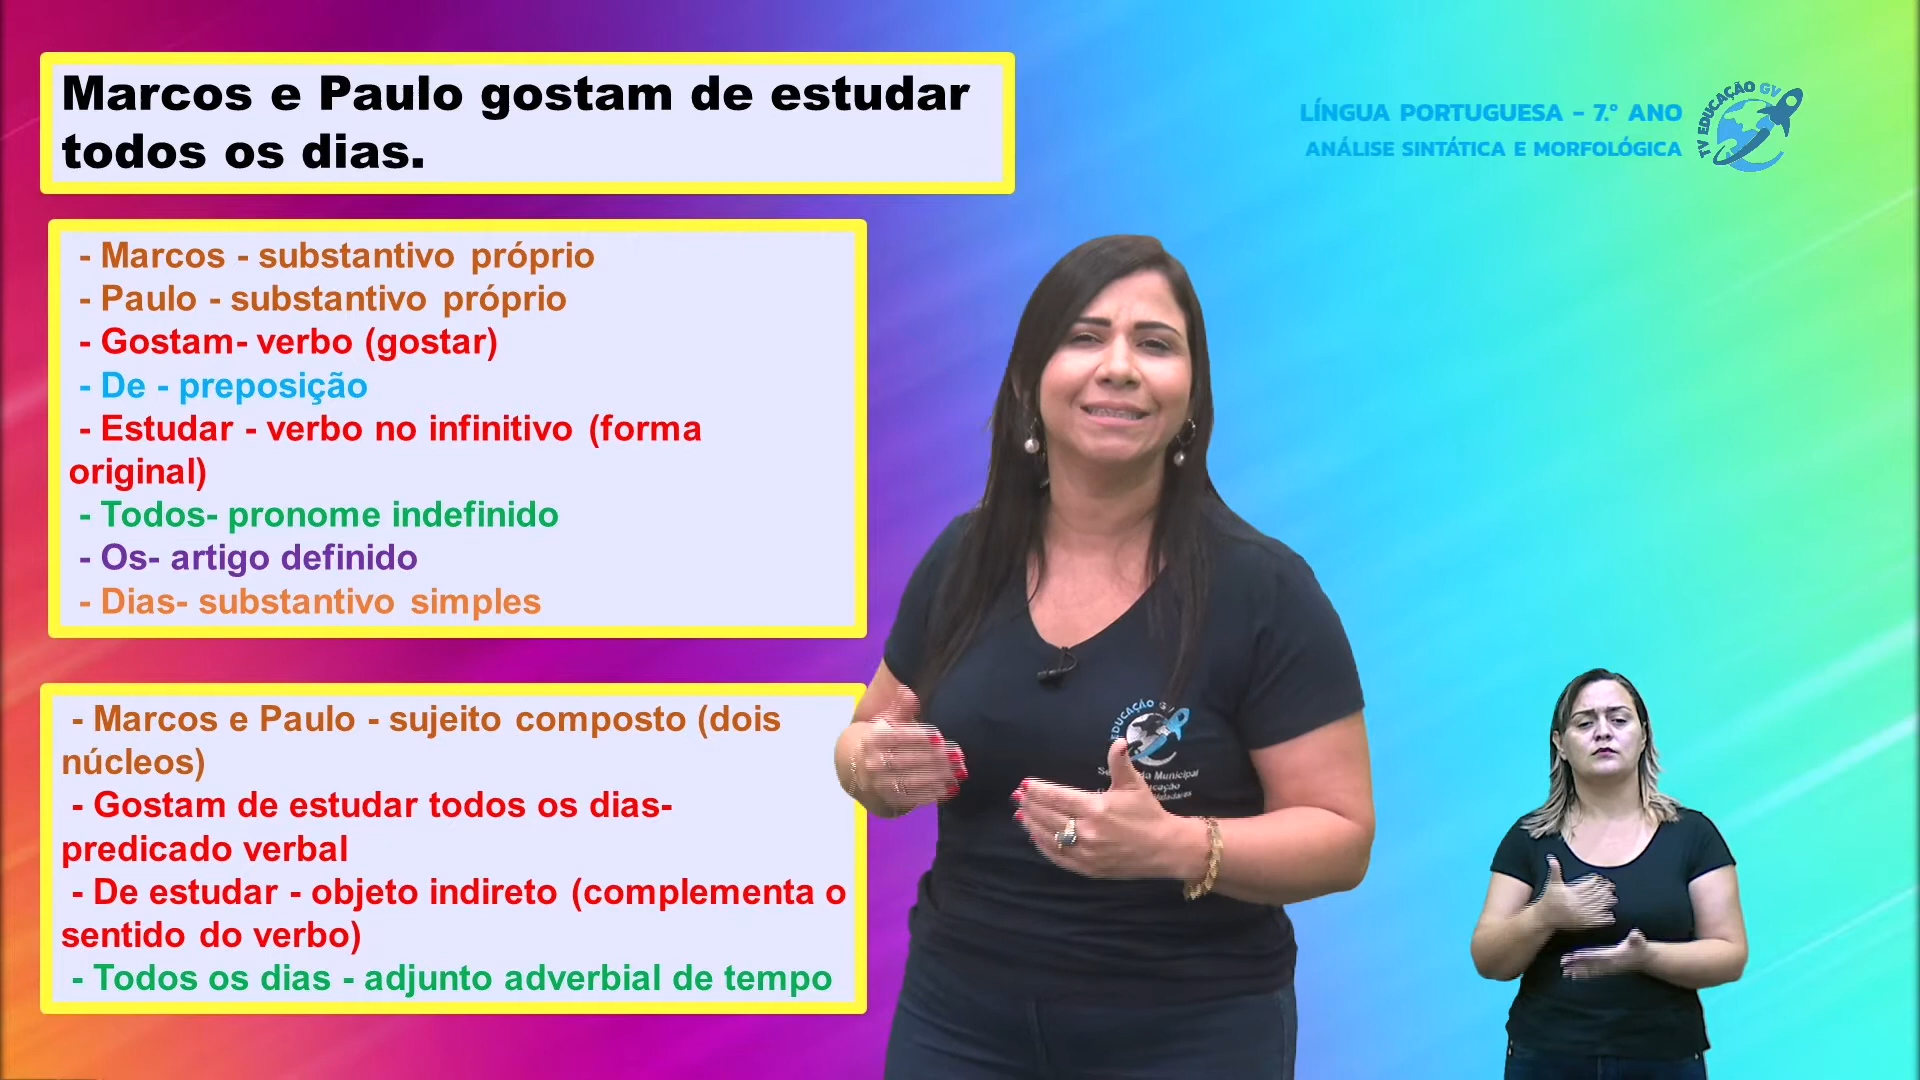 Marcos e Paulo gostam de estudar
todos os dias.
LÍNGUA PORTUGUESA - 7.º ANO
ANÁLISE SINTÁTICA E MORFOLÓGICA
TV EDUCAÇÃO GV
- Marcos - substantivo próprio
- Paulo - substantivo próprio
- Gostam- verbo (gostar)
- De - preposição
- Estudar - verbo no infinitivo (forma
original)
- Todos- pronome indefinido
- Os- artigo definido
- Dias- substantivo simples
- Marcos e Paulo - sujeito composto (dois
núcleos)
- Gostam de estudar todos os dias-
predicado verbal
- De estudar - objeto indireto (complementa o
sentido do verbo)
- Todos os dias - adjunto adverbial de tempo
EDUCAÇÃO
Municipal